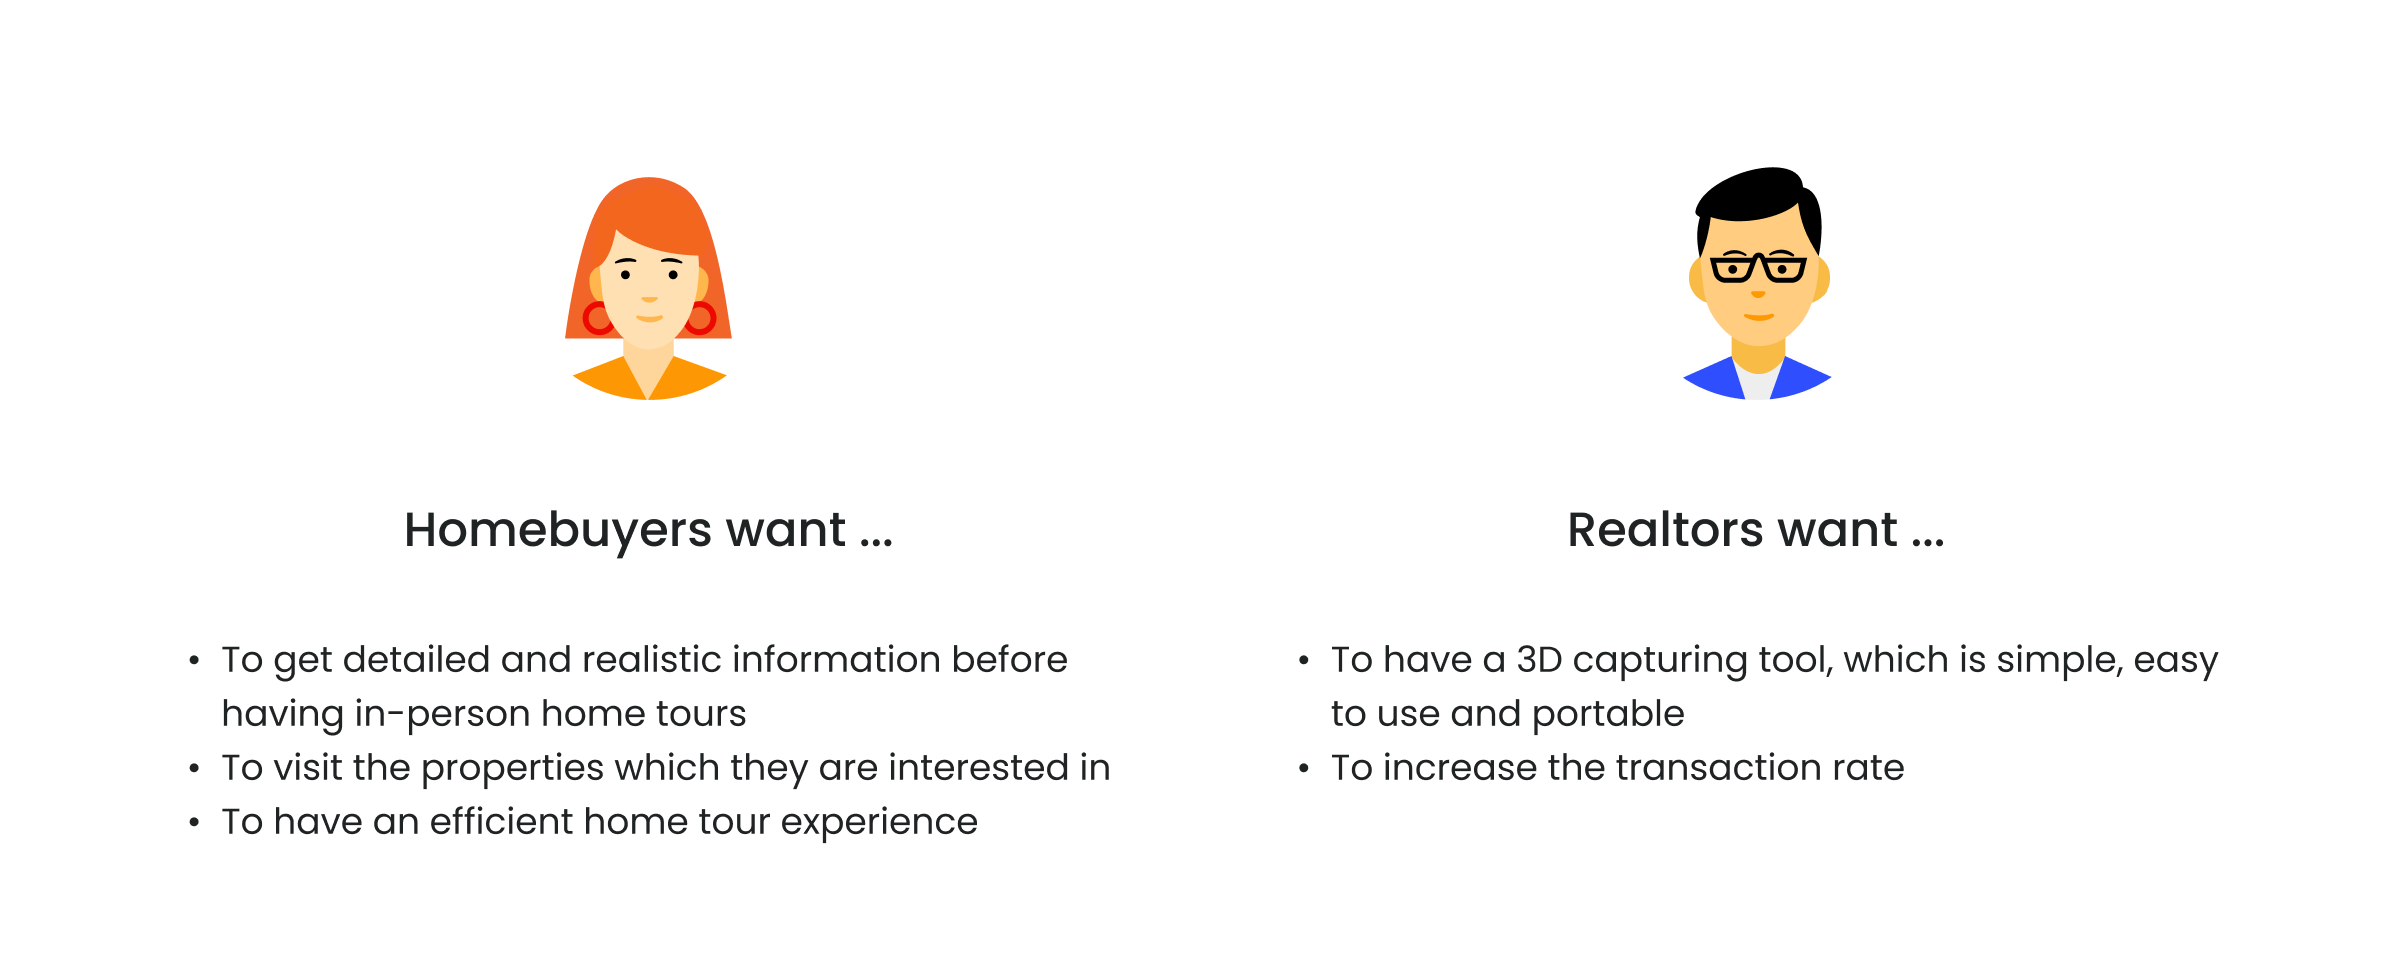 Homebuyers want ...
• To get detailed and realistic information before
having in-person home tours
• To visit the properties which they are interested in
• To have an efficient home tour experience
Realtors want ...
• To have a 3D capturing tool, which is simple, easy
to use and portable
• To increase the transaction rate